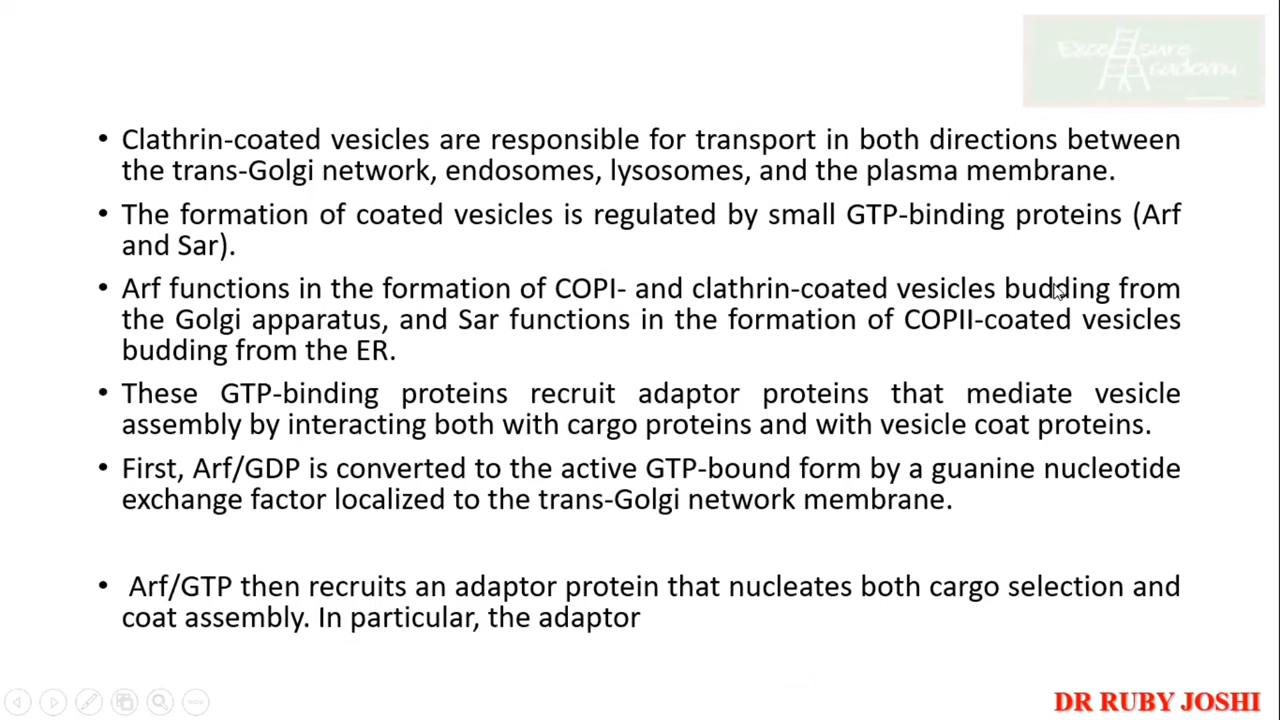 Clathrin-coated vesicles are responsible for transport in both directions between
the trans-Golgi network, endosomes, lysosomes, and the plasma membrane.
The formation of coated vesicles is regulated by small GTP-binding proteins (Arf
and Sar).
Arf functions in the formation of COPI- and clathrin-coated vesicles budding from
the Golgi apparatus, and Sar functions in the formation of COPII-coated vesicles
budding from the ER.
These GTP-binding proteins recruit adaptor proteins that mediate vesicle
assembly by interacting both with cargo proteins and with vesicle coat proteins.
First, Arf/GDP is converted to the active GTP-bound form by a guanine nucleotide
exchange factor localized to the trans-Golgi network membrane.
Arf/GTP then recruits an adaptor protein that nucleates both cargo selection and
coat assembly. In particular, the adaptor
DR RUBY JOSHI